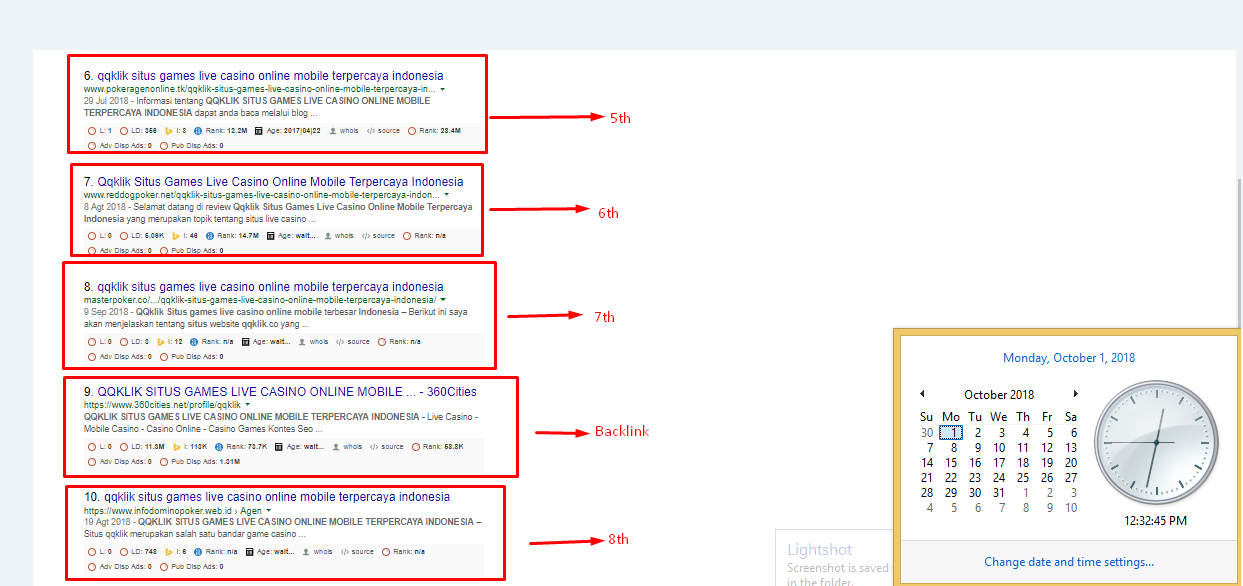 6. qqklik situs games live casino online mobile terpercaya indonesia
www.pokeragenonline.tk/qqklik-situs-games-live-casino-online-mobile-terpercaya-in...
29 Jul 2018 - Informasi tentang QQKLIK SITUS GAMES LIVE CASINO ONLINE MOBILE
TERPERCAYA INDONESIA dapat anda baca melalui blog ...
L: 1 LD: 356 I: 3 Rank: 12.2M Age: 2017|04|22 whois source Rank: 28.4M
Adv Disp Ads: 0 Pub Disp Ads: 0
5th
7. Qqklik Situs Games Live Casino Online Mobile Terpercaya Indonesia
www.reddogpoker.net/qqklik-situs-games-live-casino-online-mobile-terpercaya-indon...
8 Agt 2018 - Selamat datang di review Qqklik Situs Games Live Casino Online Mobile Terpercaya
Indonesia yang merupakan topik tentang situs live casino ...
L: 0 LD: 5.09K I: 46 Rank: 14.7M Age: wait... whois source Rank: n/a
Adv Disp Ads: 0 Pub Disp Ads: 0
6th
8. qqklik situs games live casino online mobile terpercaya indonesia
masterpoker.co/.../qqklik-situs-games-live-casino-online-mobile-terpercaya-indonesia/
9 Sep 2018 - QQklik Situs games live casino online mobile terbesar Indonesia – Berikut ini saya
akan menjelaskan tentang situs website qqklik.co yang ...
L: 0 LD: 3 I: 12 Rank: n/a Age: wait... whois source Rank: n/a
Adv Disp Ads: 0 Pub Disp Ads: 0
7th
9. QQKLIK SITUS GAMES LIVE CASINO ONLINE MOBILE ... - 360Cities
https://www.360cities.net/profile/qqklik
QQKLIK SITUS GAMES LIVE CASINO ONLINE MOBILE TERPERCAYA INDONESIA - Live Casino -
Mobile Casino - Casino Online - Casino Games Kontes Seo ...
L: 0 LD: 11.3M I: 113K Rank: 73.7K Age: wait... whois source Rank: 53.8K
Adv Disp Ads: 0 Pub Disp Ads: 1.31M
Backlink
10. qqklik situs games live casino online mobile terpercaya indonesia
https://www.infodominopoker.web.id › Agen
19 Agt 2018 - QQKLIK SITUS GAMES LIVE CASINO ONLINE MOBILE TERPERCAYA INDONESIA –
Situs qqklik merupakan salah satu bandar game casino ...
L: 0 LD: 743 I: 6 Rank: n/a Age: wait... whois source Rank: n/a
Adv Disp Ads: 0 Pub Disp Ads: 0
8th
Monday, October 1, 2018
October 2018
Su Mo Tu We Th Fr Sa
30 1 2 3 4 5 6
7 8 9 10 11 12 13
14 15 16 17 18 19 20
21 22 23 24 25 26 27
28 29 30 31 1 2 3
4 5 6 7 8 9 10
12:32:45 PM
Change date and time settings...
Lightshot
Screenshot is saved
in the folder.